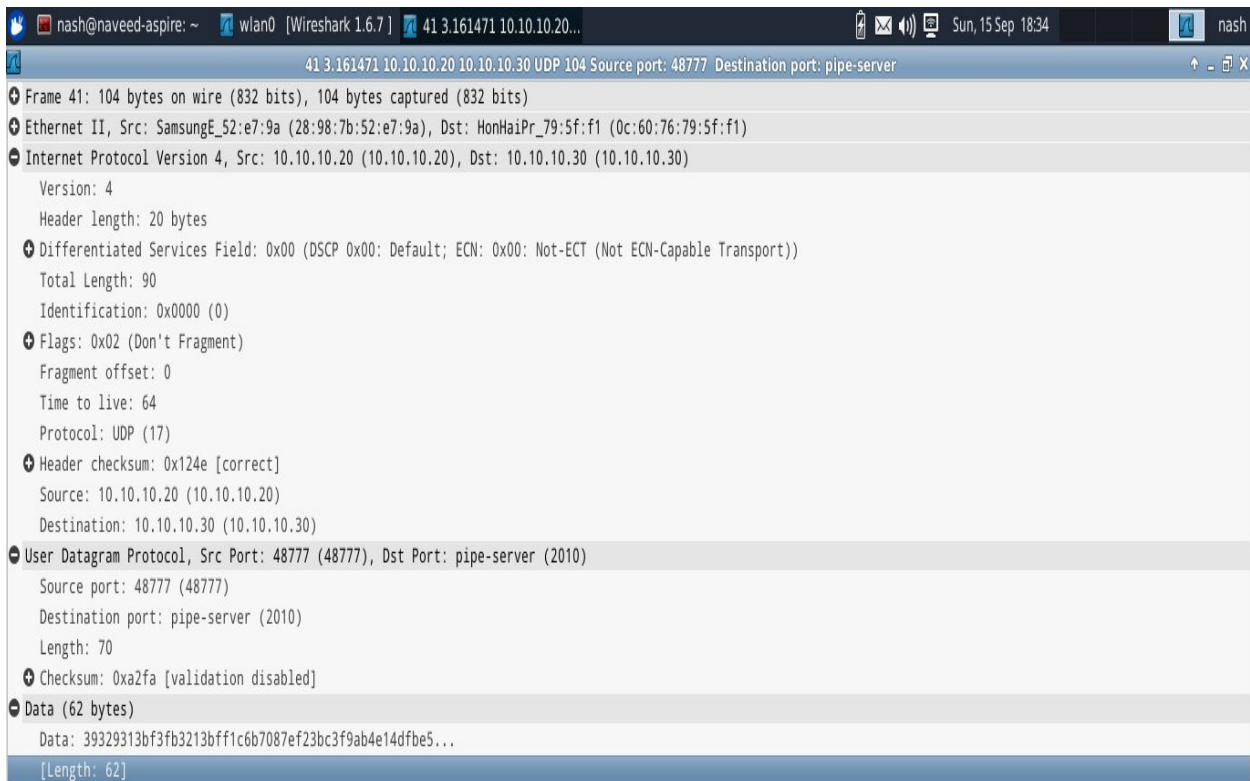 nash@naveed-aspire: ~ wlan0 [Wireshark 1.6.7 ] 41 3.161471 10.10.10.20... Sun, 15 Sep 18:34 nash
41 3.161471 10.10.10.20 10.10.10.30 UDP 104 Source port: 48777 Destination port: pipe-server
Frame 41: 104 bytes on wire (832 bits), 104 bytes captured (832 bits)
Ethernet II, Src: SamsungE_52:e7:9a (28:98:7b:52:e7:9a), Dst: HonHaiPr_79:5f:f1 (0c:60:76:79:5f:f1)
Internet Protocol Version 4, Src: 10.10.10.20 (10.10.10.20), Dst: 10.10.10.30 (10.10.10.30)
Version: 4
Header length: 20 bytes
Differentiated Services Field: 0x00 (DSCP 0x00: Default; ECN: 0x00: Not-ECT (Not ECN-Capable Transport))
Total Length: 90
Identification: 0x0000 (0)
Flags: 0x02 (Don't Fragment)
Fragment offset: 0
Time to live: 64
Protocol: UDP (17)
Header checksum: 0x124e [correct]
Source: 10.10.10.20 (10.10.10.20)
Destination: 10.10.10.30 (10.10.10.30)
User Datagram Protocol, Src Port: 48777 (48777), Dst Port: pipe-server (2010)
Source port: 48777 (48777)
Destination port: pipe-server (2010)
Length: 70
Checksum: 0xa2fa [validation disabled]
Data (62 bytes)
Data: 39329313bf3fb3213bff1c6b7087ef23bc3f9ab4e14dfbe5...
[Length: 62]